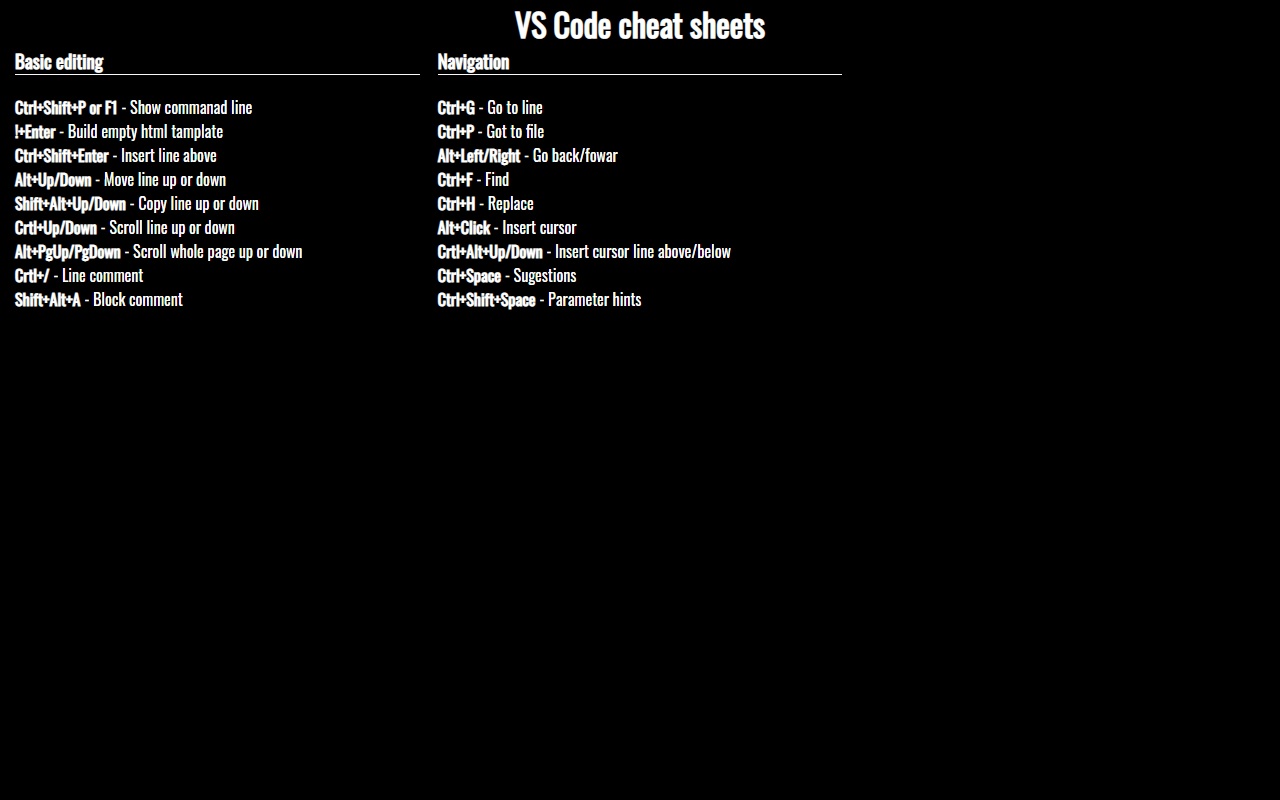 VS Code cheat sheets
Basic editing
Ctrl+Shift+P or F1 - Show commanad line
!+Enter - Build empty html tamplate
Ctrl+Shift+Enter - Insert line above
Alt+Up/Down - Move line up or down
Shift+Alt+Up/Down - Copy line up or down
Crtl+Up/Down - Scroll line up or down
Alt+PgUp/PgDown - Scroll whole page up or down
Crtl+/ - Line comment
Shift+Alt+A - Block comment
Navigation
Ctrl+G - Go to line
Ctrl+P - Got to file
Alt+Left/Right - Go back/fowar
Ctrl+F - Find
Ctrl+H - Replace
Alt+Click - Insert cursor
Crtl+Alt+Up/Down - Insert cursor line above/below
Ctrl+Space - Sugestions
Ctrl+Shift+Space - Parameter hints